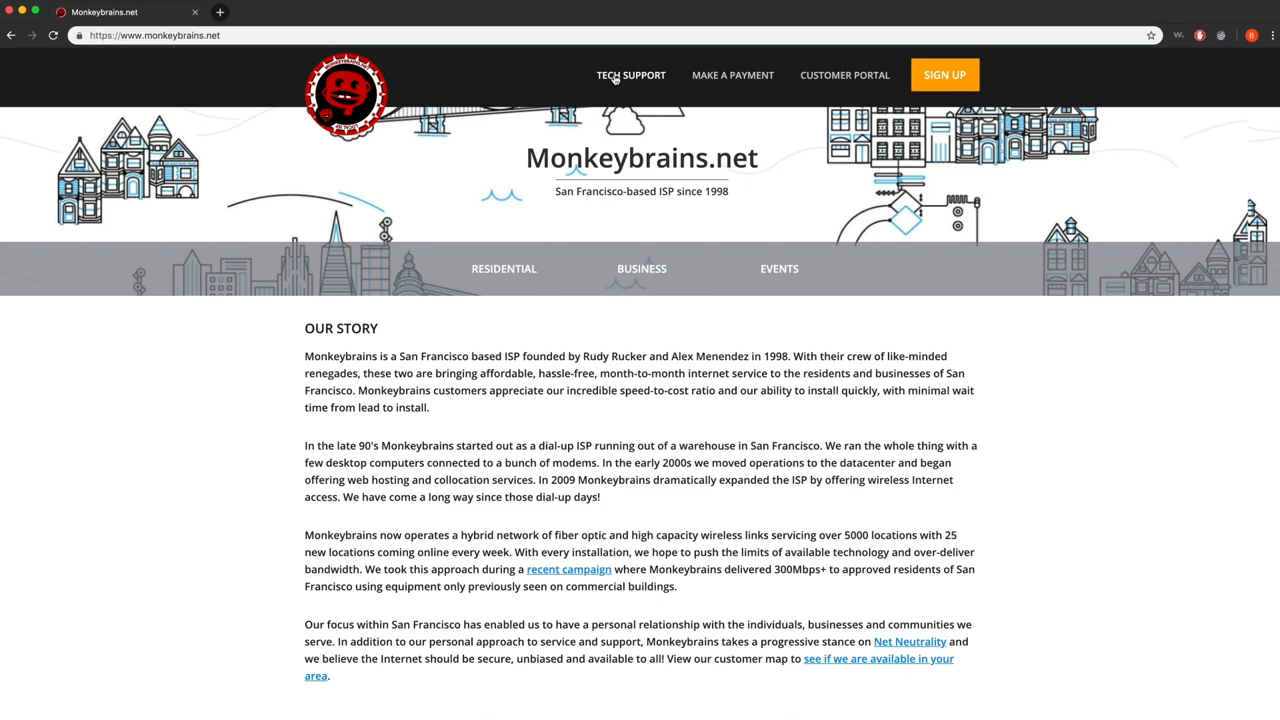 Monkeybrains.net
https://www.monkeybrains.net
TECH SUPPORT
MAKE A PAYMENT
CUSTOMER PORTAL
SIGN UP
MONKEYBRAINS.NET
LOCAL ISP
Monkeybrains.net
San Francisco-based ISP since 1998
RESIDENTIAL
BUSINESS
EVENTS
OUR STORY
Monkeybrains is a San Francisco based ISP founded by Rudy Rucker and Alex Menendez in 1998. With their crew of like-minded
renegades, these two are bringing affordable, hassle-free, month-to-month internet service to the residents and businesses of San
Francisco. Monkeybrains customers appreciate our incredible speed-to-cost ratio and our ability to install quickly, with minimal wait
time from lead to install.
In the late 90's Monkeybrains started out as a dial-up ISP running out of a warehouse in San Francisco. We ran the whole thing with a
few desktop computers connected to a bunch of modems. In the early 2000s we moved operations to the datacenter and began
offering web hosting and collocation services. In 2009 Monkeybrains dramatically expanded the ISP by offering wireless Internet
access. We have come a long way since those dial-up days!
Monkeybrains now operates a hybrid network of fiber optic and high capacity wireless links servicing over 5000 locations with 25
new locations coming online every week. With every installation, we hope to push the limits of available technology and over-deliver
bandwidth. We took this approach during a recent campaign where Monkeybrains delivered 300Mbps+ to approved residents of San
Francisco using equipment only previously seen on commercial buildings.
Our focus within San Francisco has enabled us to have a personal relationship with the individuals, businesses and communities we
serve. In addition to our personal approach to service and support, Monkeybrains takes a progressive stance on Net Neutrality and
we believe the Internet should be secure, unbiased and available to all! View our customer map to see if we are available in your
area.